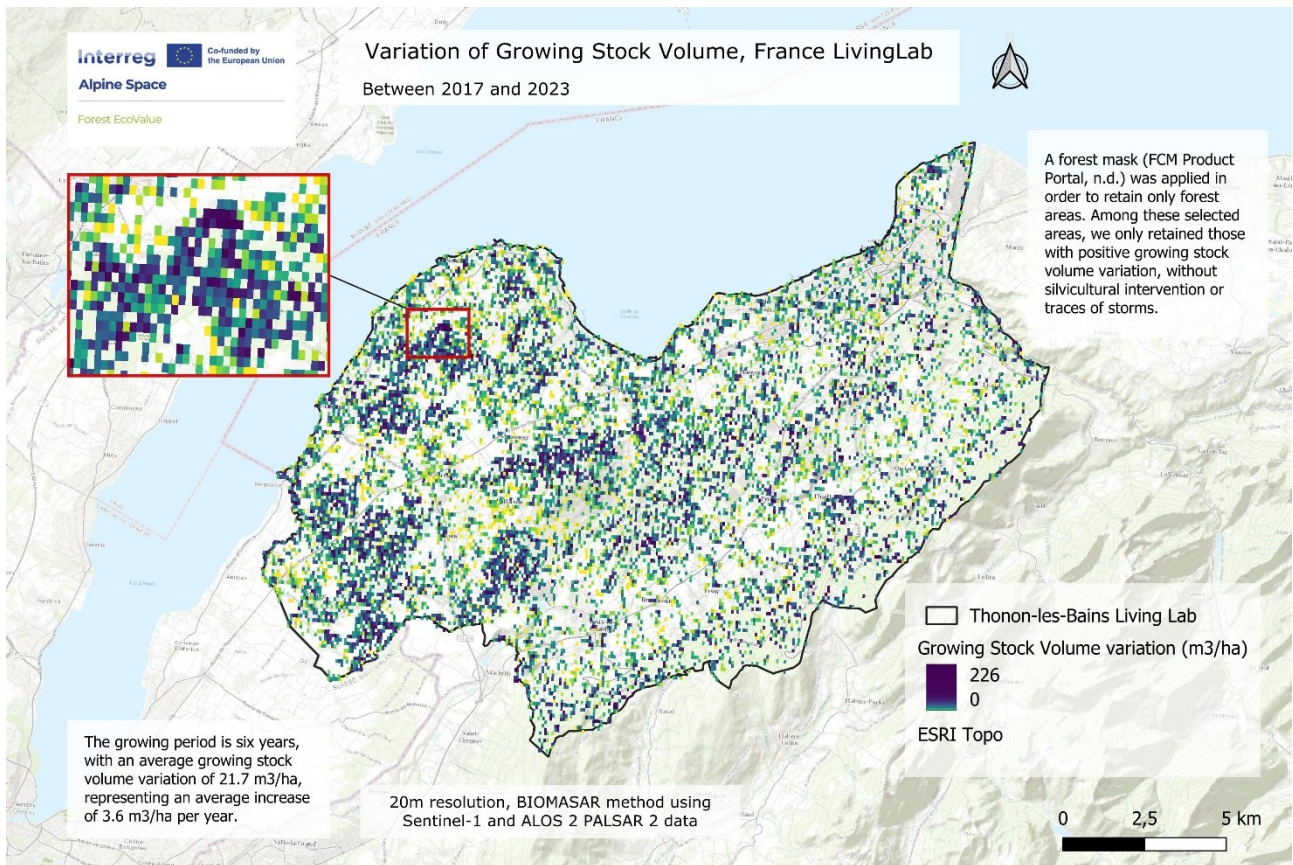 Interreg
Co-funded by
the European Union
Alpine Space
Forest EcoValue
Variation of Growing Stock Volume, France LivingLab
Between 2017 and 2023
FRANCE
SUISSE
FRANCE
A forest mask (FCM Product
Portal, n.d.) was applied in
order to retain only forest
areas. Among these selected
areas, we only retained those
with positive growing stock
volume variation, without
silvicultural intervention or
traces of storms.
Thonon-les-Bains Living Lab
Growing Stock Volume variation (m3/ha)
226
0
ESRI Topo
The growing period is six years,
with an average growing stock
volume variation of 21.7 m3/ha,
representing an average increase
of 3.6 m3/ha per year.
20m resolution, BIOMASAR method using
Sentinel-1 and ALOS 2 PALSAR 2 data
0 2,5 5 km